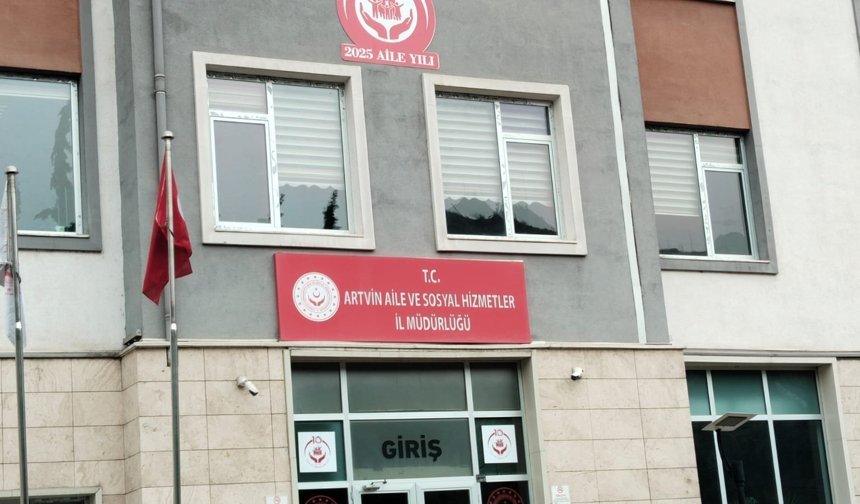 2025 AİLE YILI
T.C.
ARTVİN AİLE VE SOSYAL HİZMETLER
İL MÜDÜRLÜĞÜ
GİRİŞ